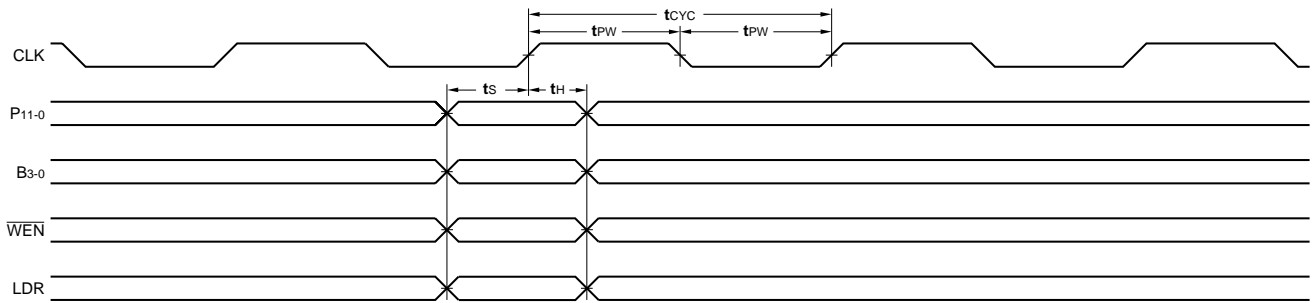 tCYC
tPW tPW
CLK
tS tH
P11-0
B3-0
WEN
LDR